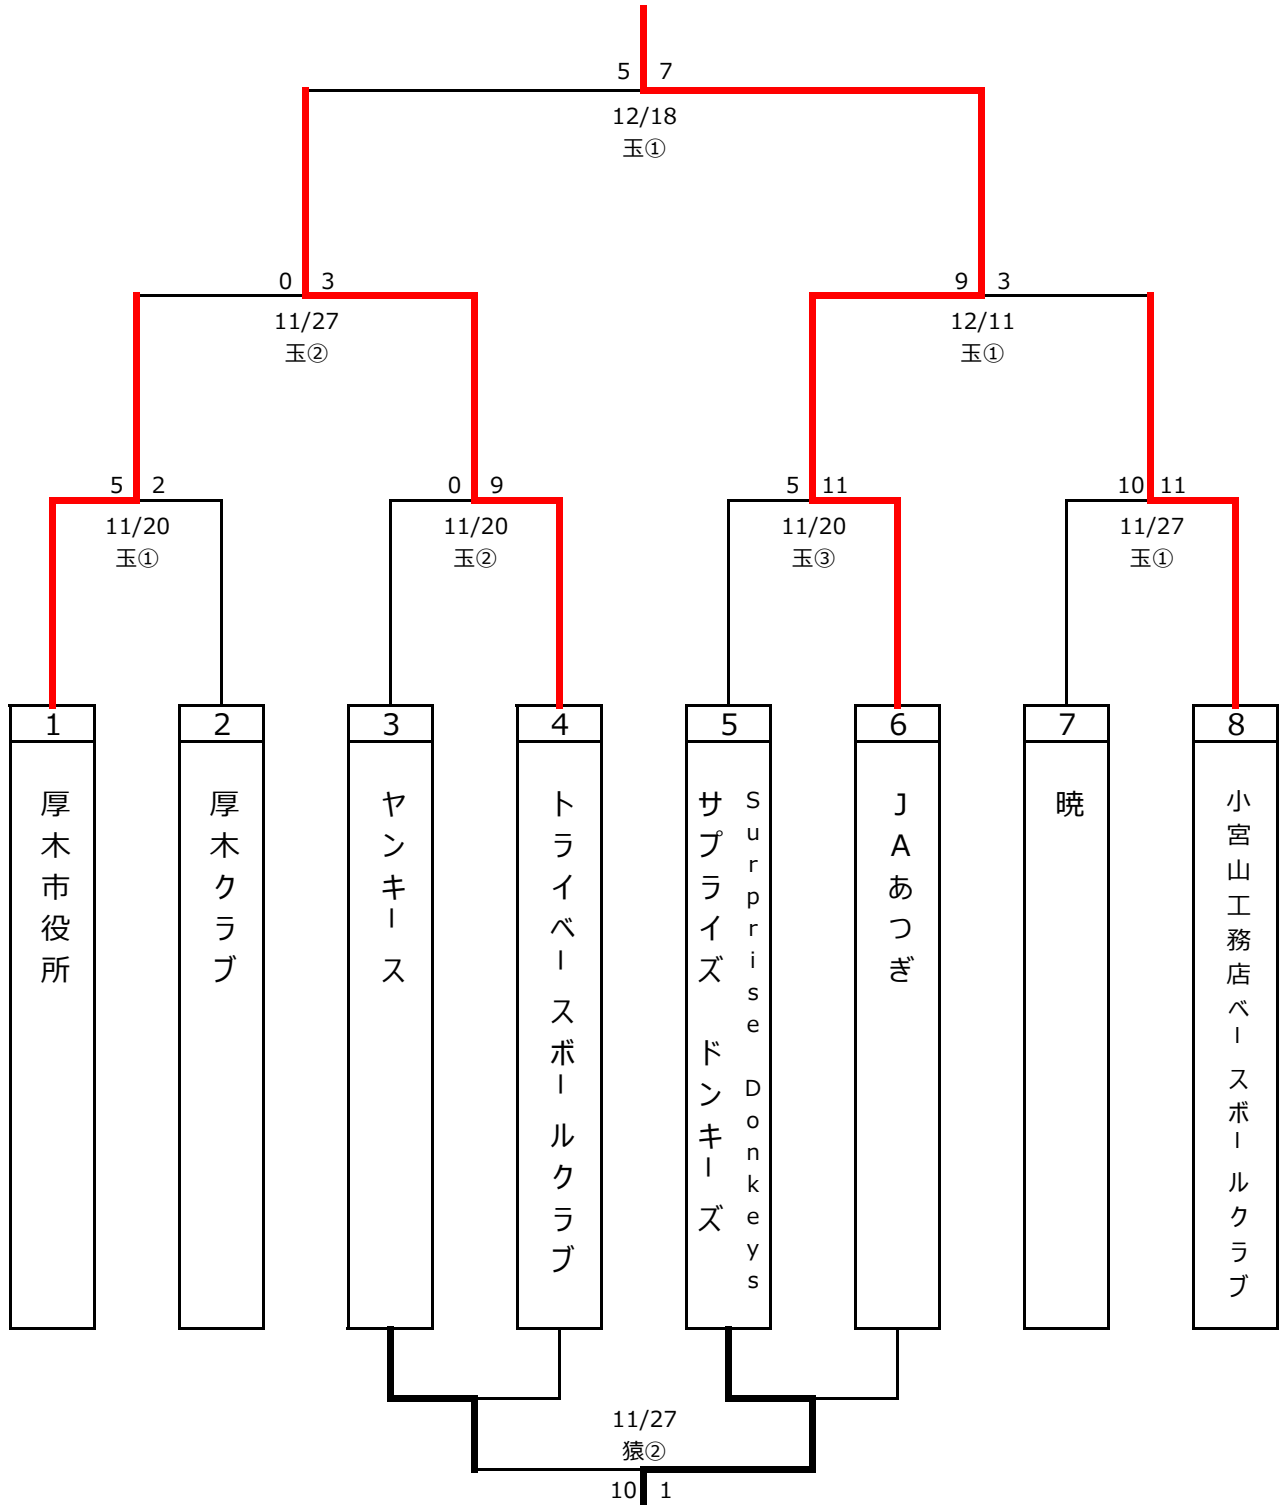 5 7
12/18
玉①
0 3
9 3
11/27
玉②
12/11
玉①
5 2
0 9
5 11
10 11
11/20
玉①
11/20
玉②
11/20
玉③
11/27
玉①
1
2
3
4
5
6
7
8
厚木市役所
厚木クラブ
ヤンキース
トライベースボールクラブ
Surprise Donkeys
サプライズ ドンキーズ
JAあつぎ
暁
小宮山工務店ベースボールクラブ
11/27
猿②
10 1